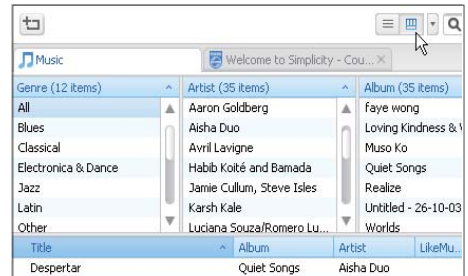 Music
Welcome to Simplicity - Cou...
Genre (12 items)
Artist (35 items)
Album (35 items)
All
Aaron Goldberg
faye wong
Blues
Aisha Duo
Loving Kindness &
Classical
Avril Lavigne
Muso Ko
Electronica & Dance
Habib Koité and Bamada
Quiet Songs
Jazz
Jamie Cullum, Steve Isles
Realize
Latin
Karsh Kale
Untitled - 26-10-03
Other
Luciana Souza/Romero Lu...
Worlds
Title
Album
Artist
LikeMu..
Despertar
Quiet Songs
Aisha Duo